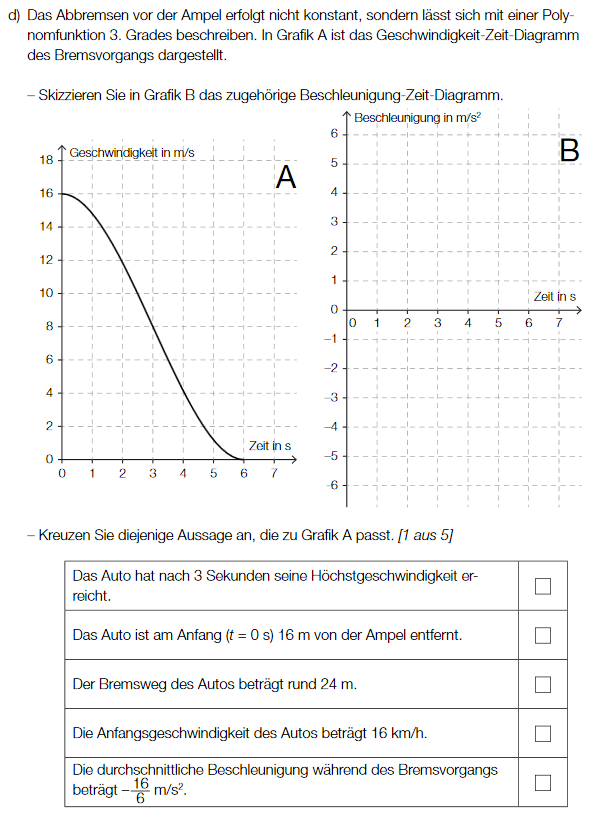 d) Das Abbremsen vor der Ampel erfolgt nicht konstant, sondern lässt sich mit einer Poly-
nomfunktion 3. Grades beschreiben. In Grafik A ist das Geschwindigkeit-Zeit-Diagramm
des Bremsvorgangs dargestellt.
– Skizzieren Sie in Grafik B das zugehörige Beschleunigung-Zeit-Diagramm.
Geschwindigkeit in m/s
A
18
16
14
12
10
8
6
4
2
0
Zeit in s
0 1 2 3 4 5 6 7
Beschleunigung in m/s²
B
6
5
4
3
2
1
0
Zeit in s
0 1 2 3 4 5 6 7
–1
–2
–3
–4
–5
–6
– Kreuzen Sie diejenige Aussage an, die zu Grafik A passt. [1 aus 5]
Das Auto hat nach 3 Sekunden seine Höchstgeschwindigkeit er-
reicht.
Das Auto ist am Anfang (t = 0 s) 16 m von der Ampel entfernt.
Der Bremsweg des Autos beträgt rund 24 m.
Die Anfangsgeschwindigkeit des Autos beträgt 16 km/h.
Die durchschnittliche Beschleunigung während des Bremsvorgangs
beträgt –16/6 m/s².